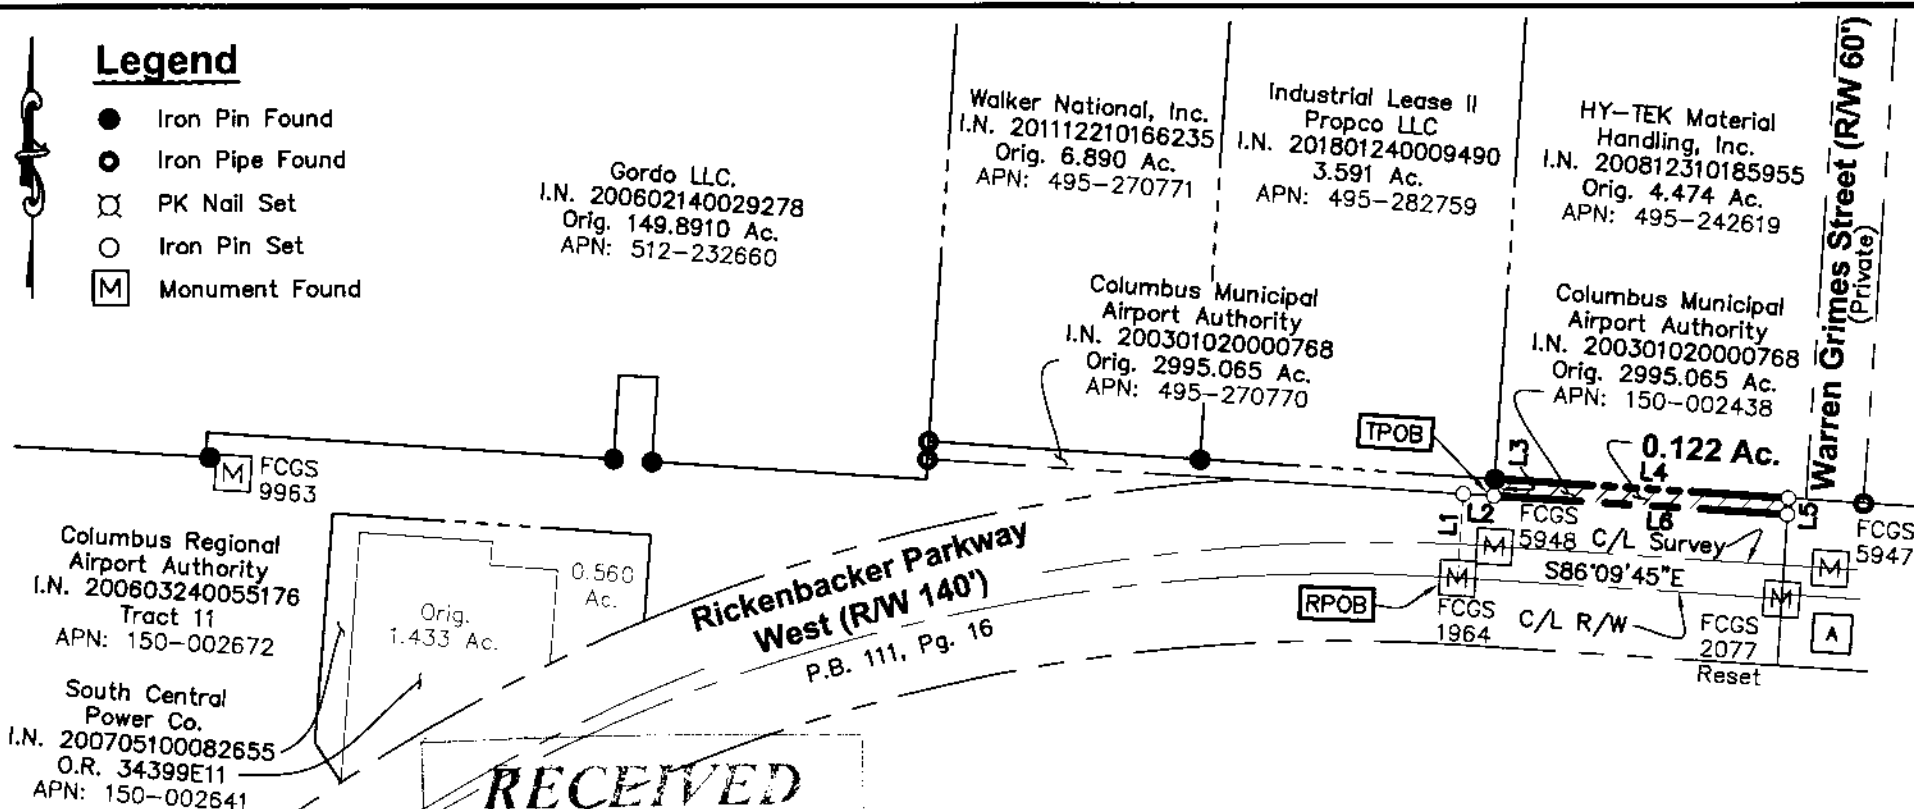 Legend
Iron Pin Found
Iron Pipe Found
PK Nail Set
Iron Pin Set
M Monument Found
Gordo LLC.
I.N. 200602140029278
Orig. 149.8910 Ac.
APN: 512-232660
Walker National, Inc.
I.N. 201112210166235
Orig. 6.890 Ac.
APN: 495-270771
Industrial Lease II
Propco LLC
I.N. 201801240009490
3.591 Ac.
APN: 495-282759
HY-TEK Material
Handling, Inc.
I.N. 200812310185955
Orig. 4.474 Ac.
APN: 495-242619
Warren Grimes Street (R/W 60')
(Private)
Columbus Municipal
Airport Authority
I.N. 200301020000768
Orig. 2995.065 Ac.
APN: 495-270770
Columbus Municipal
Airport Authority
I.N. 200301020000768
Orig. 2995.065 Ac.
APN: 150-002438
TPOB
L3
0.122 Ac.
L4
M
FCGS
9963
L1
L2
FCGS
5948
L6
L5
FCGS
5947
C/L Survey
M
M
S86°09'45"E
M
M
RPOB
FCGS
1964
C/L R/W
FCGS
2077
Reset
A
Columbus Regional
Airport Authority
I.N. 200603240055176
Tract 11
APN: 150-002672
0.560
Ac.
Orig.
1.433 Ac.
Rickenbacker Parkway
West (R/W 140')
P.B. 111, Pg. 16
South Central
Power Co.
I.N. 200705100082655
O.R. 34399E11
APN: 150-002641
RECEIVED